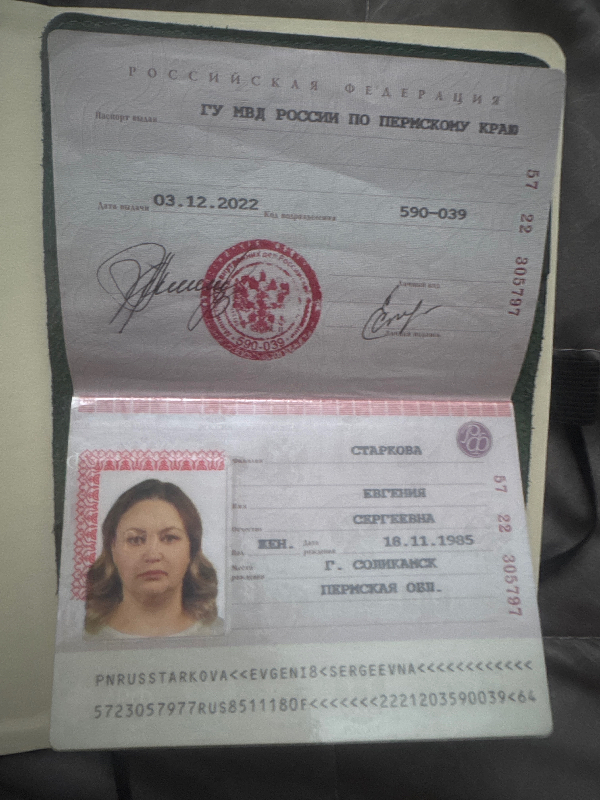 РОССИЙСКАЯ ФЕДЕРАЦИЯ
Паспорт выдан ГУ МВД РОССИИ ПО ПЕРМСКОМУ КРАЮ
Дата выдачи 03.12.2022 Код подразделения 590-039
57 22 305797
Личный код
Личная подпись
590-039
РФ
Фамилия СТАРКОВА
Имя ЕВГЕНИЯ
Отчество СЕРГЕЕВНА
Пол ЖЕН. Дата рождения 18.11.1985
Место рождения Г. СОЛИКАМСК
ПЕРМСКАЯ ОБЛ.
57 22 305797
PNRUSSTARKOVA<<EVGENI8<SERGEEVNA<<<<<<<<<<<<
5723057977RUS8511180F<<<<<<<2221203590039<64